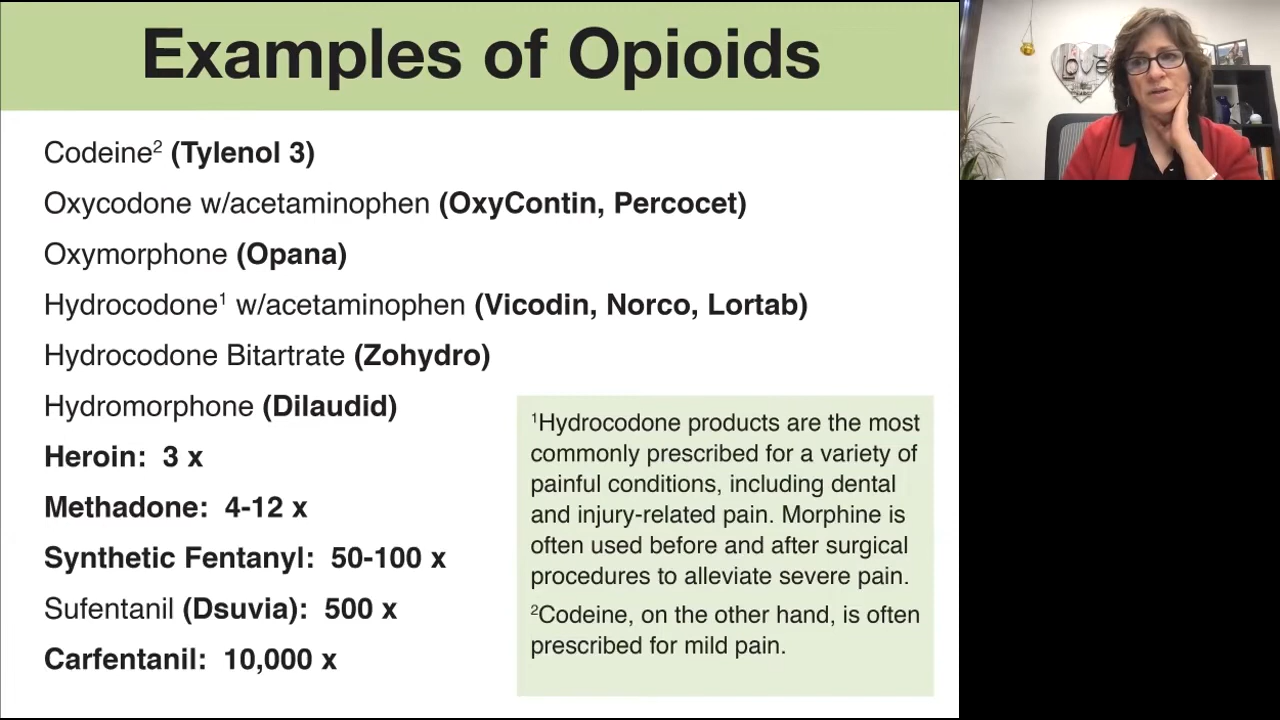 Examples of Opioids
Codeine² (Tylenol 3)
Oxycodone w/acetaminophen (OxyContin, Percocet)
Oxymorphone (Opana)
Hydrocodone¹ w/acetaminophen (Vicodin, Norco, Lortab)
Hydrocodone Bitartrate (Zohydro)
Hydromorphone (Dilaudid)
Heroin: 3 x
Methadone: 4-12 x
Synthetic Fentanyl: 50-100 x
Sufentanil (Dsuvia): 500 x
Carfentanil: 10,000 x
¹Hydrocodone products are the most
commonly prescribed for a variety of
painful conditions, including dental
and injury-related pain. Morphine is
often used before and after surgical
procedures to alleviate severe pain.
²Codeine, on the other hand, is often
prescribed for mild pain.
Love